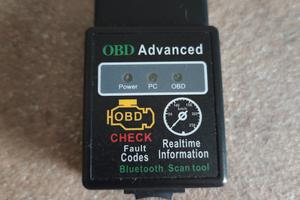 OBD Advanced
Power PC OBD
OBD
CHECK
Fault
Codes
Realtime
Information
Bluetooth Scan tool